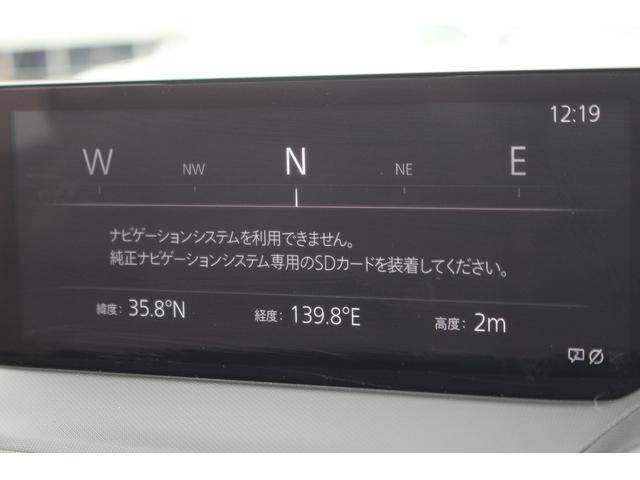 12:19
W NW N NE E
ナビゲーションシステムを利用できません。
純正ナビゲーションシステム専用のSDカードを装着してください。
緯度: 35.8°N 経度: 139.8°E 高度: 2m